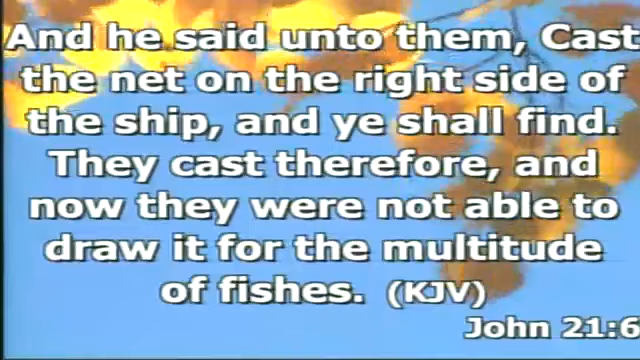 And he said unto them, Cast
the net on the right side of
the ship, and ye shall find.
They cast therefore, and
now they were not able to
draw it for the multitude
of fishes. (KJV)
John 21:6